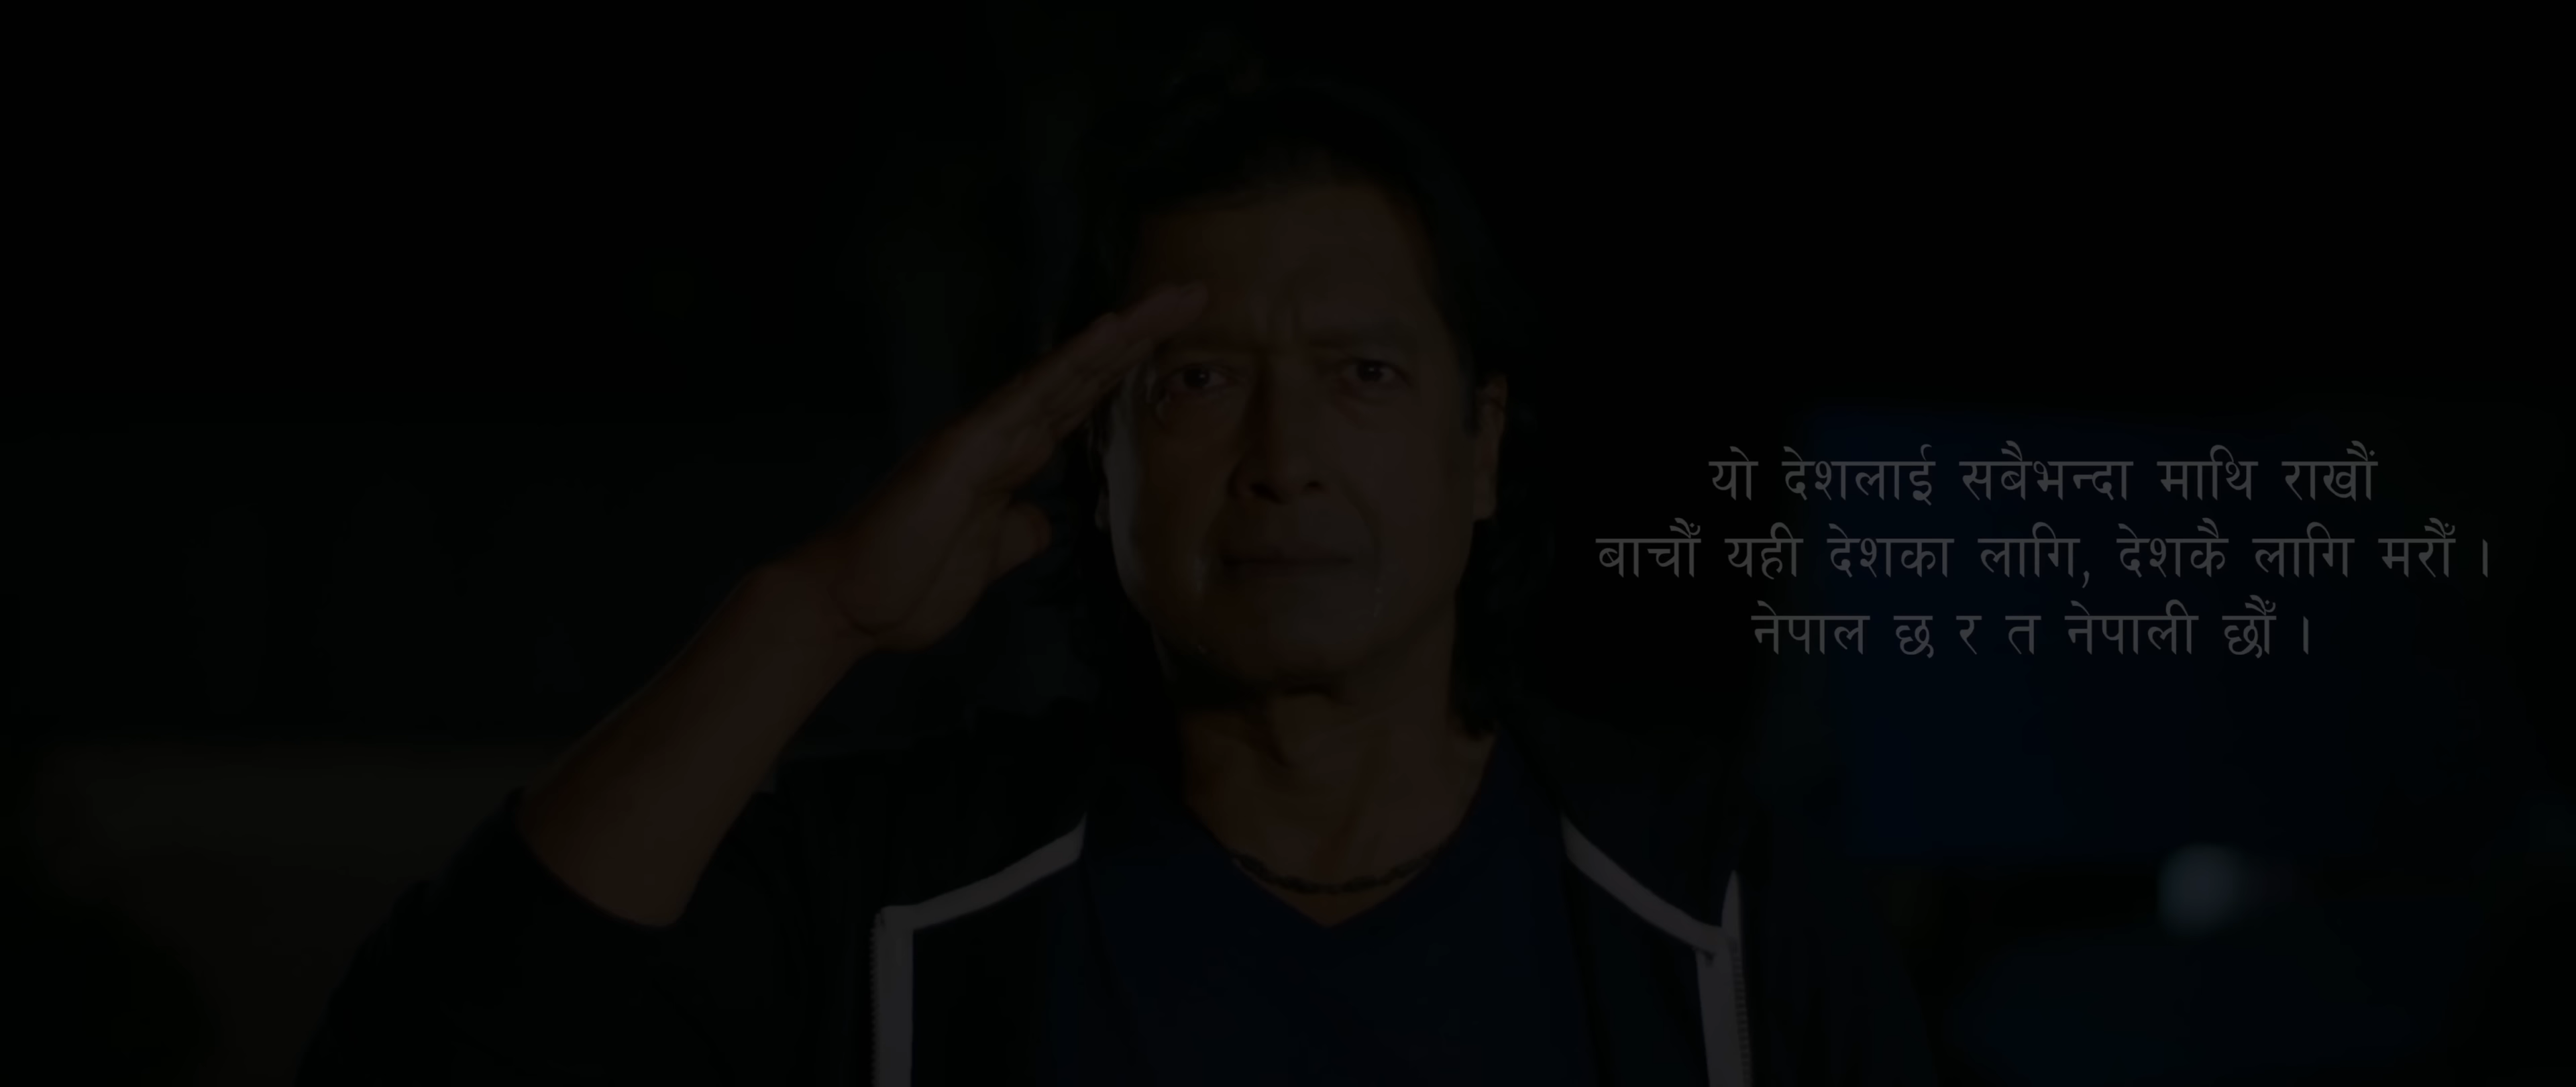 यो देशलाई सबैभन्दा माथि राखौं
बाचौँ यही देशका लागि, देशकै लागि मरौँ ।
नेपाल छ र त नेपाली छौँ ।